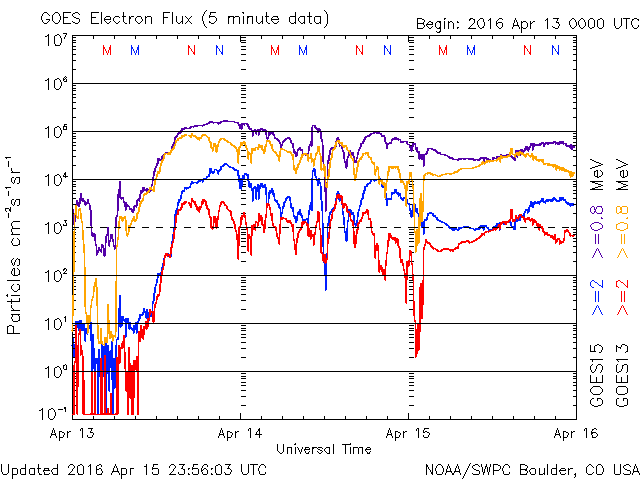 GOES Electron Flux (5 minute data)
Begin: 2016 Apr 13 0000 UTC
M M N N M M N N M M N N
10⁷
10⁶
10⁵
10⁴
10³
10²
10¹
10⁰
10⁻¹
Particles cm⁻²s⁻¹sr⁻¹
Apr 13 Apr 14 Apr 15 Apr 16
Universal Time
GOES15 >=2 >=0.8 MeV
GOES13 >=2 >=0.8 MeV
Updated 2016 Apr 15 23:56:03 UTC
NOAA/SWPC Boulder, CO USA